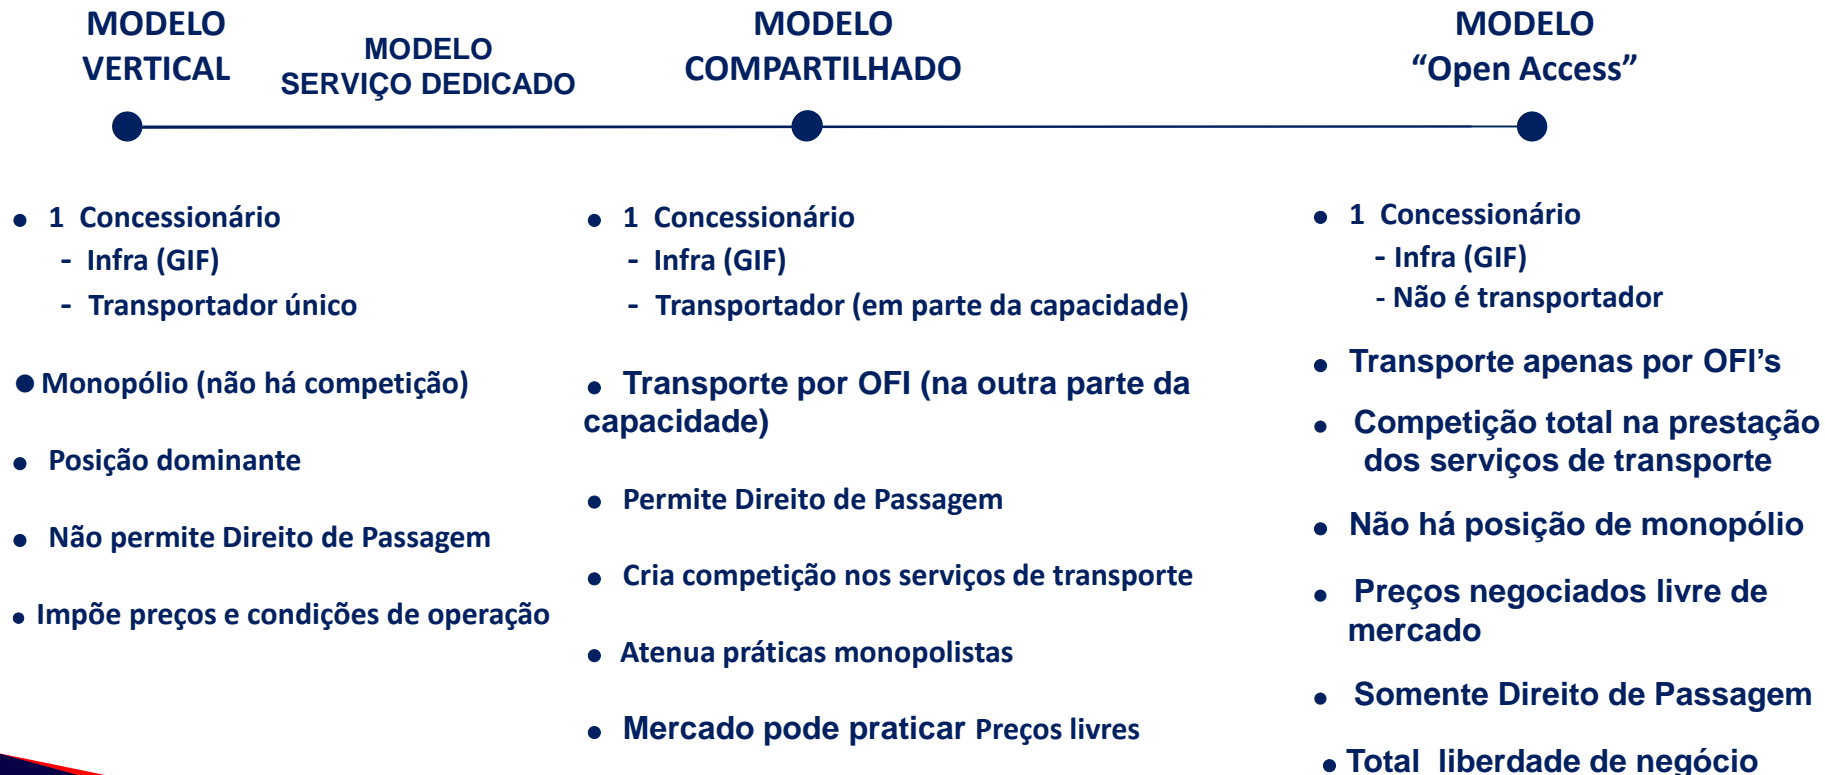 MODELO
VERTICAL
MODELO
SERVIÇO DEDICADO
MODELO
COMPARTILHADO
MODELO
“Open Access”
● 1 Concessionário
- Infra (GIF)
- Transportador único
● Monopólio (não há competição)
● Posição dominante
● Não permite Direito de Passagem
● Impõe preços e condições de operação
● 1 Concessionário
- Infra (GIF)
- Transportador (em parte da capacidade)
● Transporte por OFI (na outra parte da
capacidade)
● Permite Direito de Passagem
● Cria competição nos serviços de transporte
● Atenua práticas monopolistas
● Mercado pode praticar Preços livres
● 1 Concessionário
- Infra (GIF)
- Não é transportador
● Transporte apenas por OFI’s
● Competição total na prestação
dos serviços de transporte
● Não há posição de monopólio
● Preços negociados livre de
mercado
● Somente Direito de Passagem
● Total liberdade de negócio